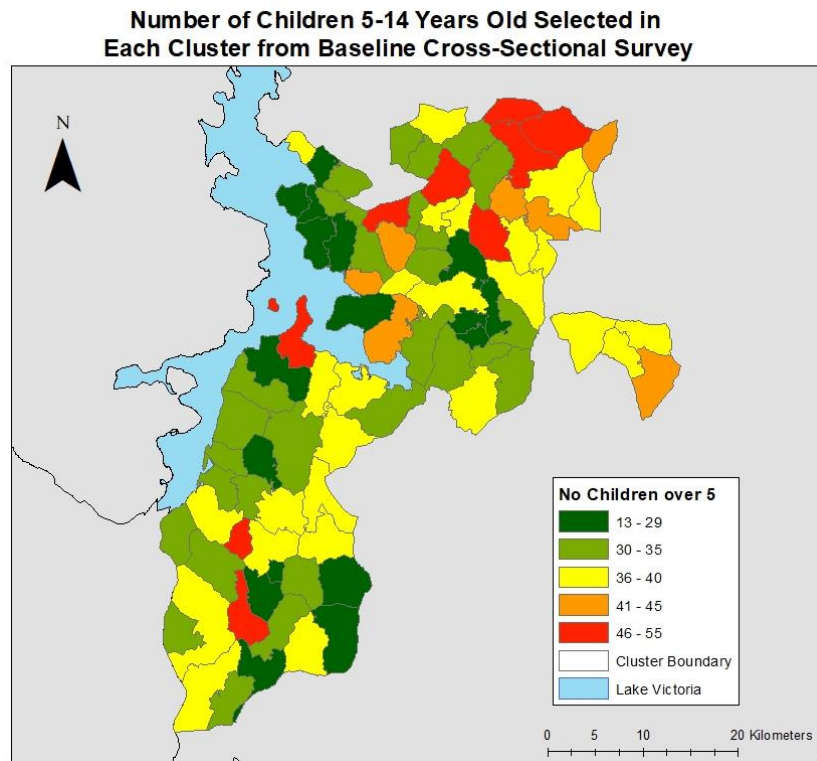 Number of Children 5-14 Years Old Selected in
Each Cluster from Baseline Cross-Sectional Survey
N
No Children over 5
13 - 29
30 - 35
36 - 40
41 - 45
46 - 55
Cluster Boundary
Lake Victoria
0 5 10 20 Kilometers